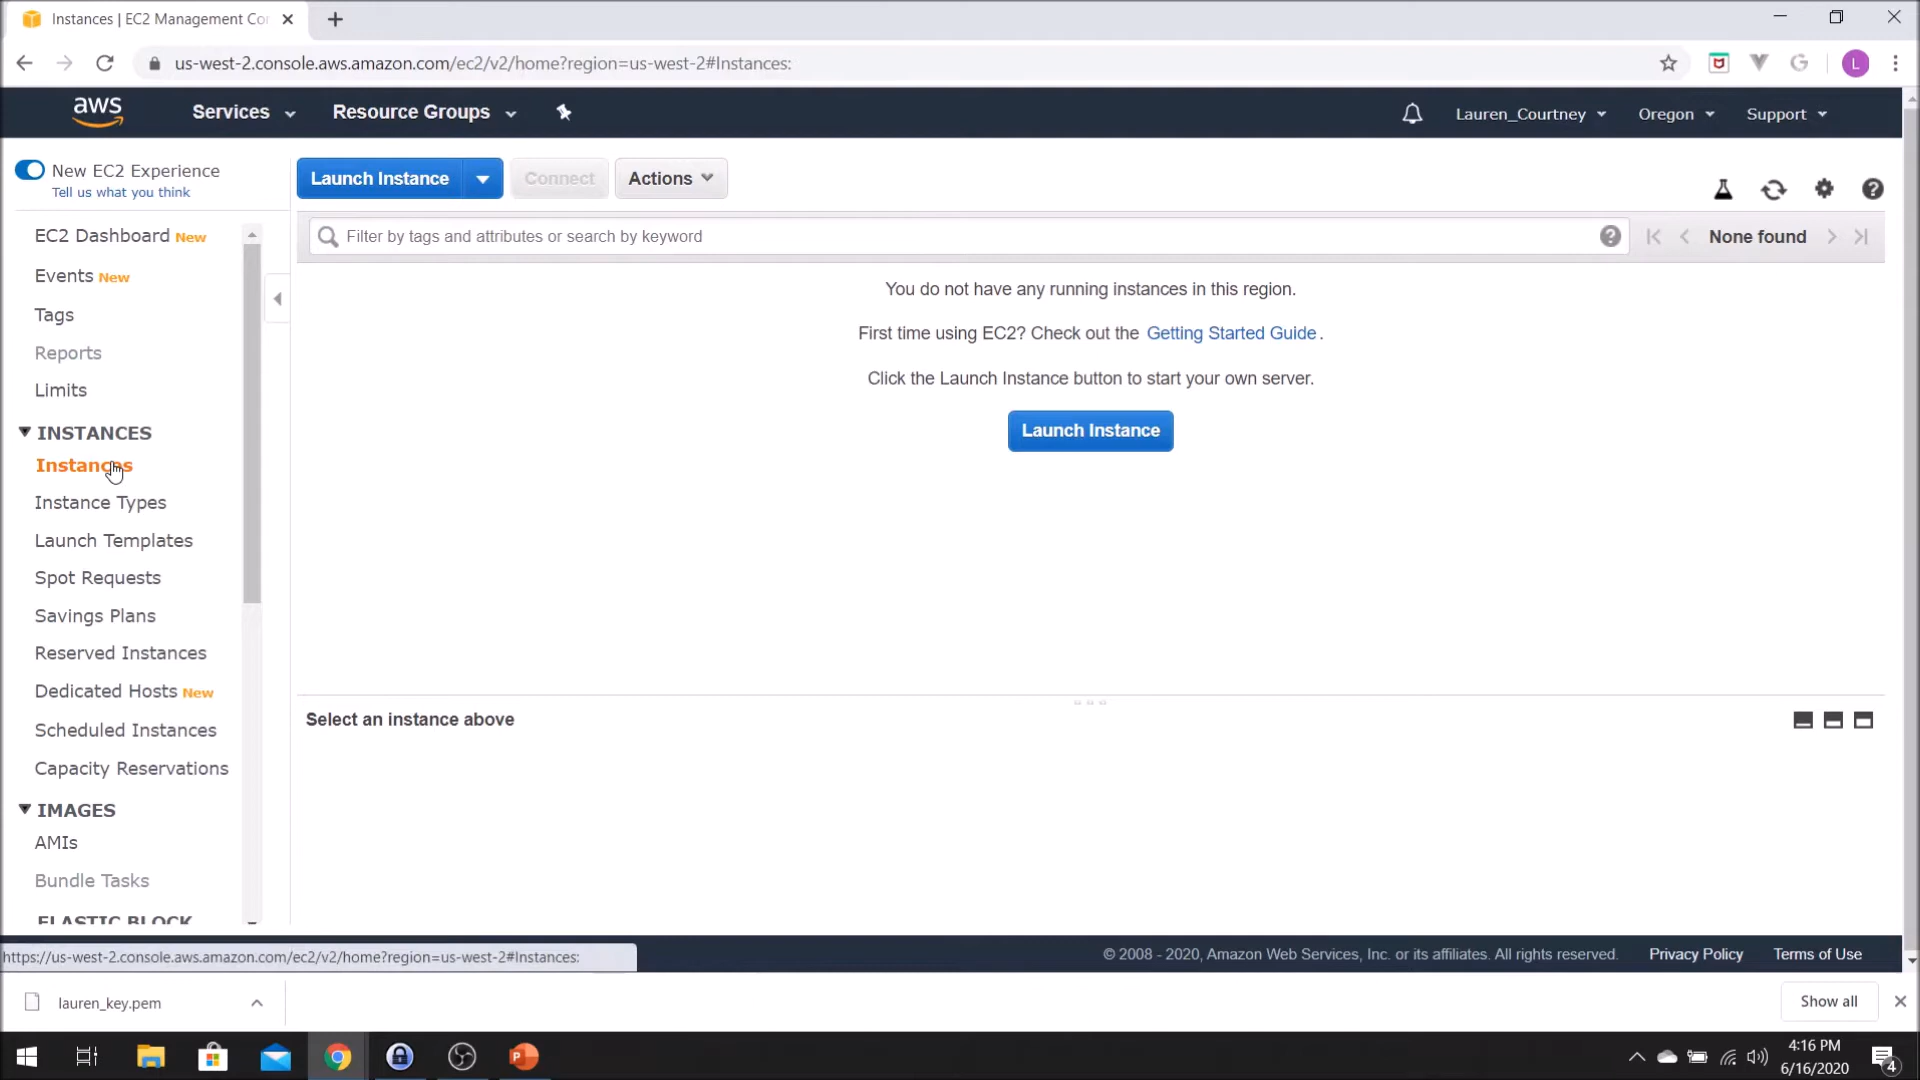 Instances | EC2 Management Co
us-west-2.console.aws.amazon.com/ec2/v2/home?region=us-west-2#Instances:
L
aws
Services
Resource Groups
Lauren_Courtney
Oregon
Support
New EC2 Experience
Tell us what you think
Launch Instance
Connect
Actions
EC2 Dashboard New
Events New
Tags
Reports
Limits
INSTANCES
Instances
Instance Types
Launch Templates
Spot Requests
Savings Plans
Reserved Instances
Dedicated Hosts New
Scheduled Instances
Capacity Reservations
IMAGES
AMIs
Bundle Tasks
ELASTIC BLOCK
Filter by tags and attributes or search by keyword
None found
You do not have any running instances in this region.
First time using EC2? Check out the Getting Started Guide.
Click the Launch Instance button to start your own server.
Launch Instance
Select an instance above
https://us-west-2.console.aws.amazon.com/ec2/v2/home?region=us-west-2#Instances:
© 2008 - 2020, Amazon Web Services, Inc. or its affiliates. All rights reserved.
Privacy Policy
Terms of Use
lauren_key.pem
Show all
4:16 PM
6/16/2020
4